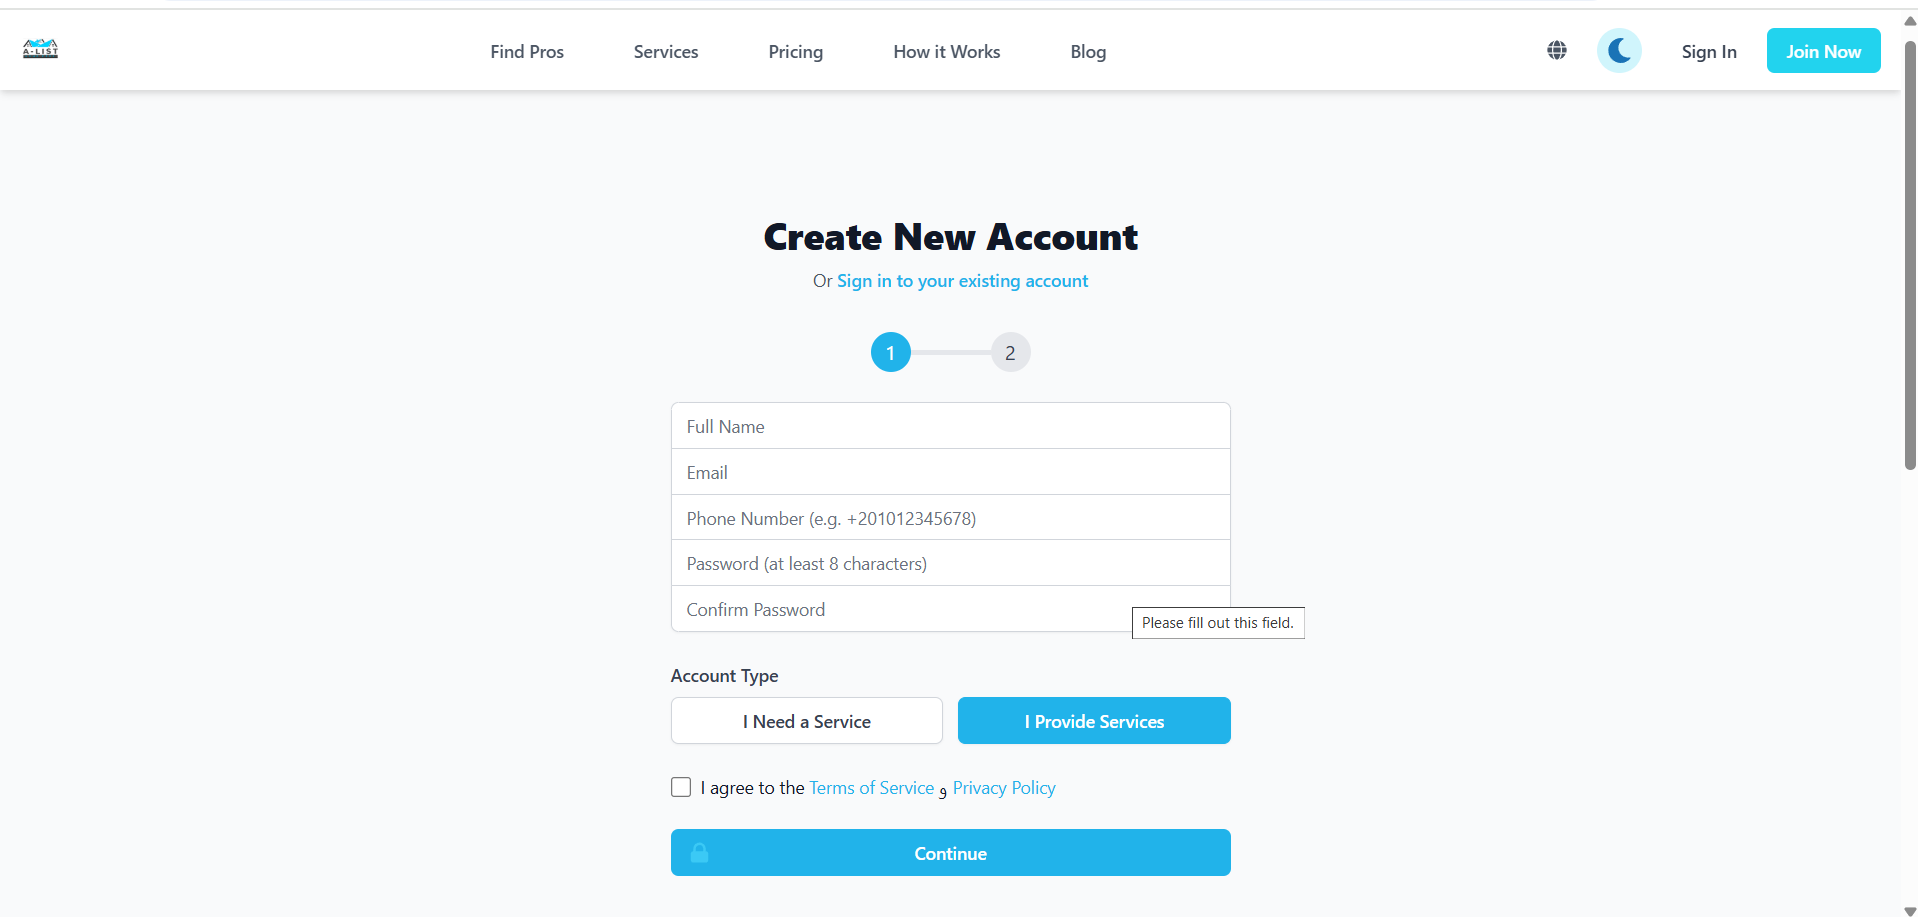 A-LIST
Find Pros
Services
Pricing
How it Works
Blog
Sign In
Join Now
Create New Account
Or Sign in to your existing account
1
2
Full Name
Email
Phone Number (e.g. +201012345678)
Password (at least 8 characters)
Confirm Password
Please fill out this field.
Account Type
I Need a Service
I Provide Services
I agree to the Terms of Service و Privacy Policy
Continue